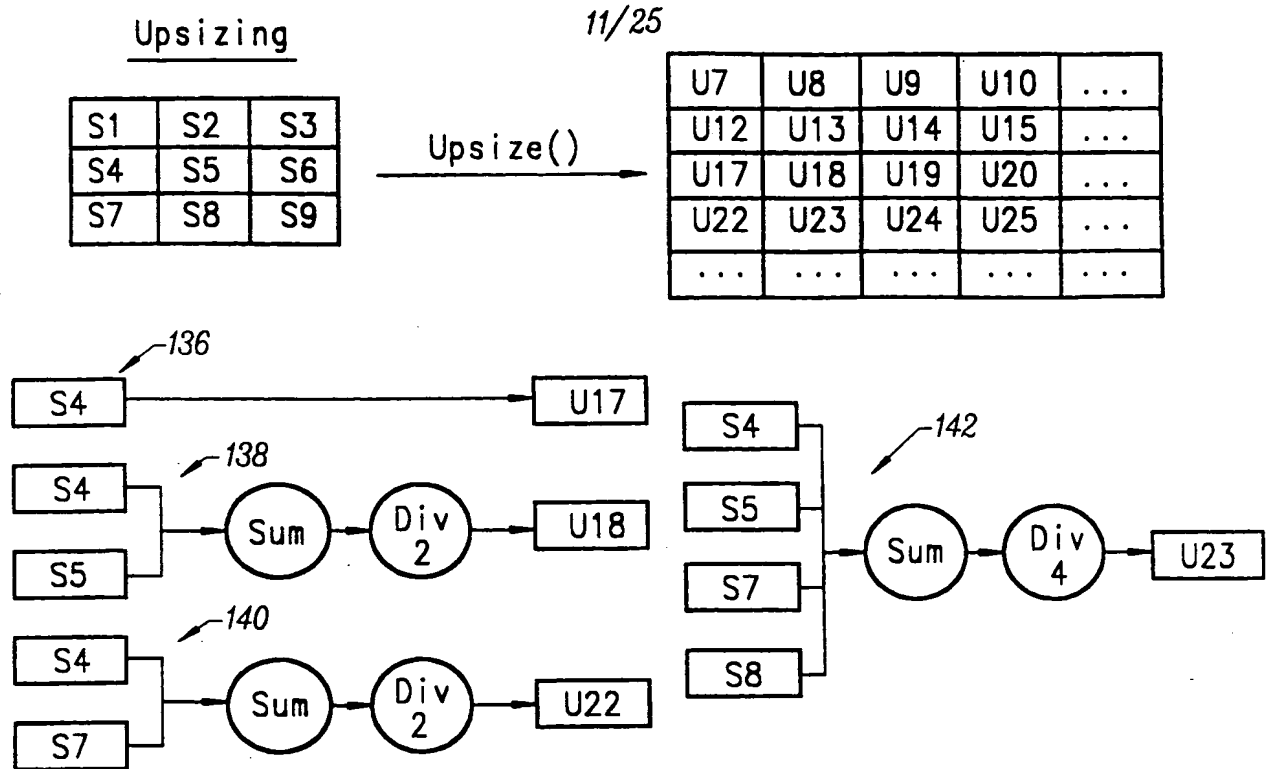 11/25
Upsizing
S1 S2 S3
S4 S5 S6
S7 S8 S9
Upsize()
U7 U8 U9 U10 ...
U12 U13 U14 U15 ...
U17 U18 U19 U20 ...
U22 U23 U24 U25 ...
... ... ... ... ...
136
S4 U17
138
S4
S5
Sum
Div
2
U18
140
S4
S7
Sum
Div
2
U22
142
S4
S5
S7
S8
Sum
Div
4
U23